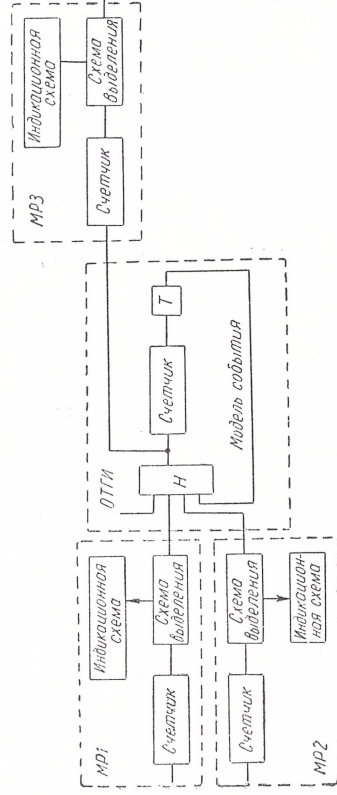 МР1
Счетчик
Схема
выделения
Индикационная
схема
МР2
Счетчик
Схема
выделения
Индикацион-
ная схема
ОТГИ
И
Счетчик
Т
Модель события
МР3
Счетчик
Схема
выделения
Индикационная
схема